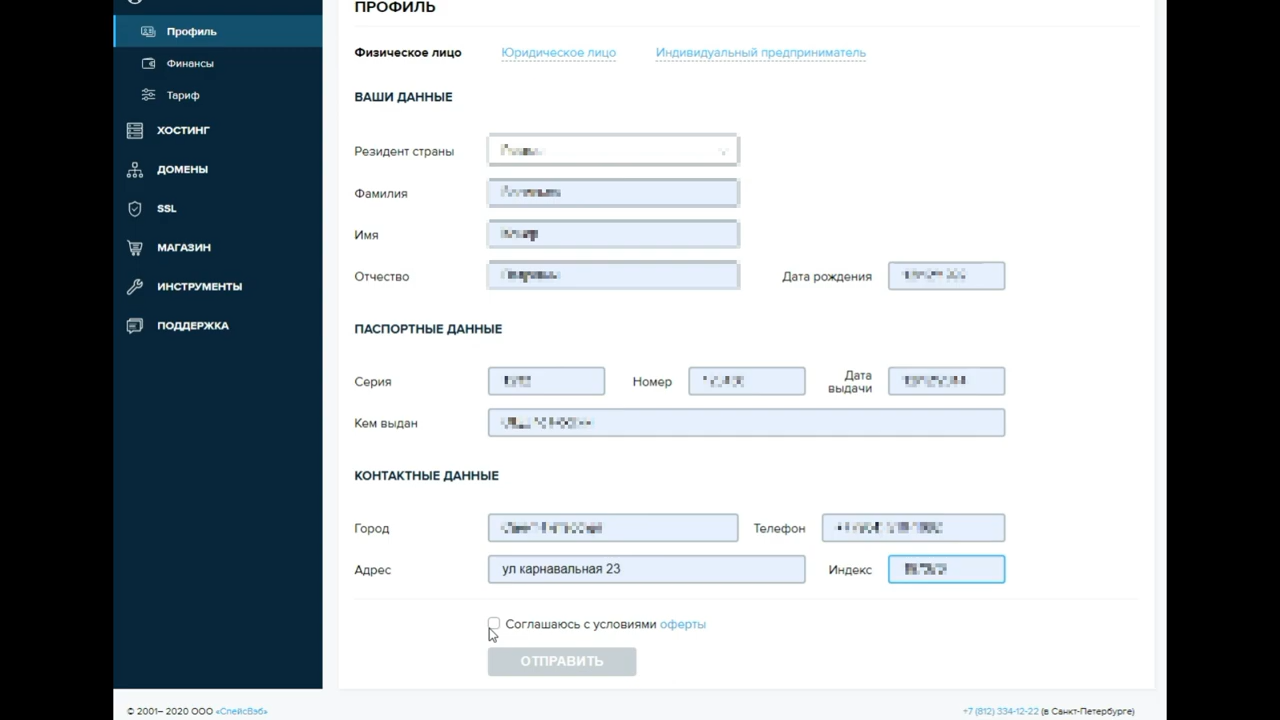 ПРОФИЛЬ
Профиль
Финансы
Тариф
ХОСТИНГ
ДОМЕНЫ
SSL
МАГАЗИН
ИНСТРУМЕНТЫ
ПОДДЕРЖКА
Физическое лицо Юридическое лицо Индивидуальный предприниматель
ВАШИ ДАННЫЕ
Резидент страны
Фамилия
Имя
Отчество Дата рождения
ПАСПОРТНЫЕ ДАННЫЕ
Серия Номер Дата
выдачи
Кем выдан
КОНТАКТНЫЕ ДАННЫЕ
Город Телефон
Адрес ул карнавальная 23 Индекс
Соглашаюсь с условиями оферты
ОТПРАВИТЬ
© 2001– 2020 ООО «СпейсВэб» +7 (812) 334-12-22 (в Санкт-Петербурге)